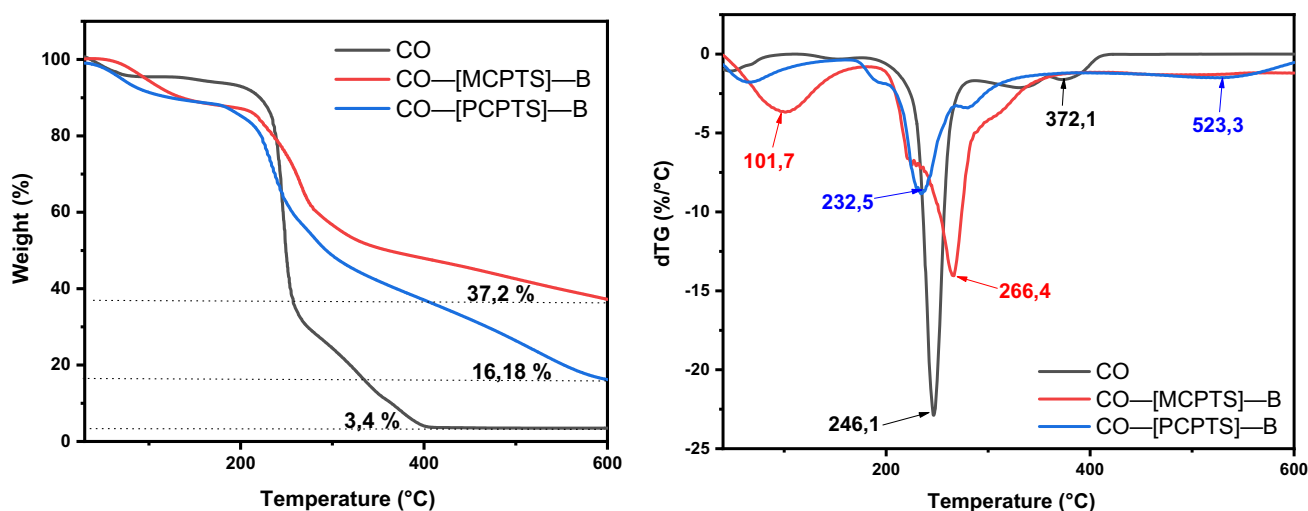 CO
CO—[MCPTS]—B
CO—[PCPTS]—B
100
80
60
40
20
0
37,2 %
16,18 %
3,4 %
200
400
600
Temperature (°C)
Weight (%)
0
-5
-10
-15
-20
-25
101,7
232,5
372,1
523,3
266,4
246,1
CO
CO—[MCPTS]—B
CO—[PCPTS]—B
200
400
600
Temperature (°C)
dTG (%/°C)